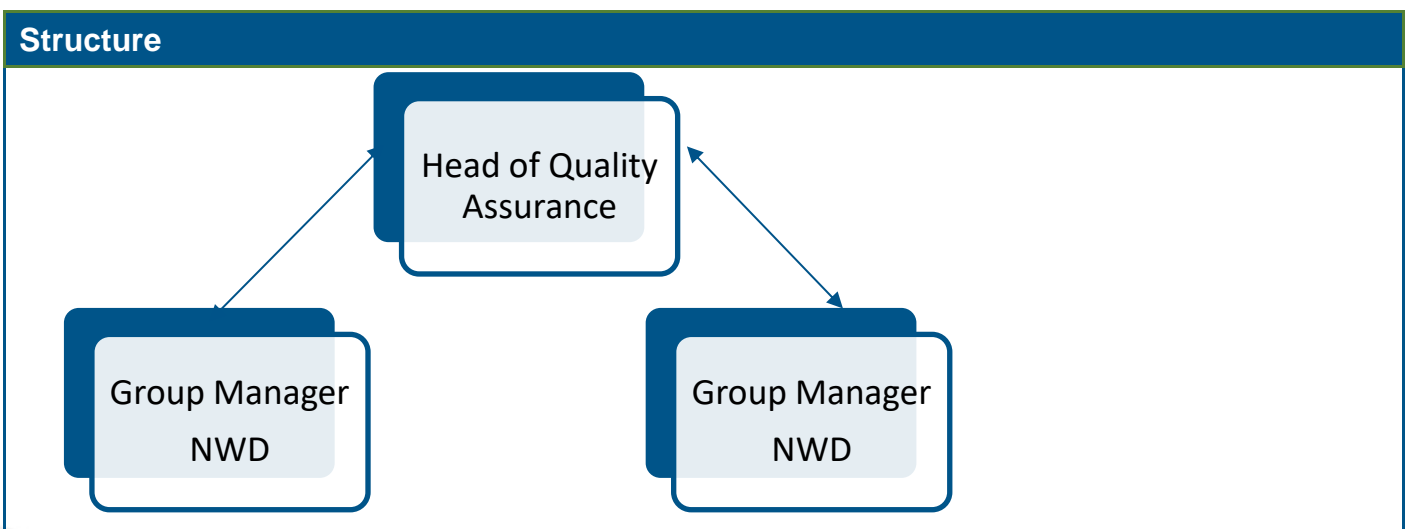 Structure
Head of Quality
Assurance
Group Manager
NWD
Group Manager
NWD